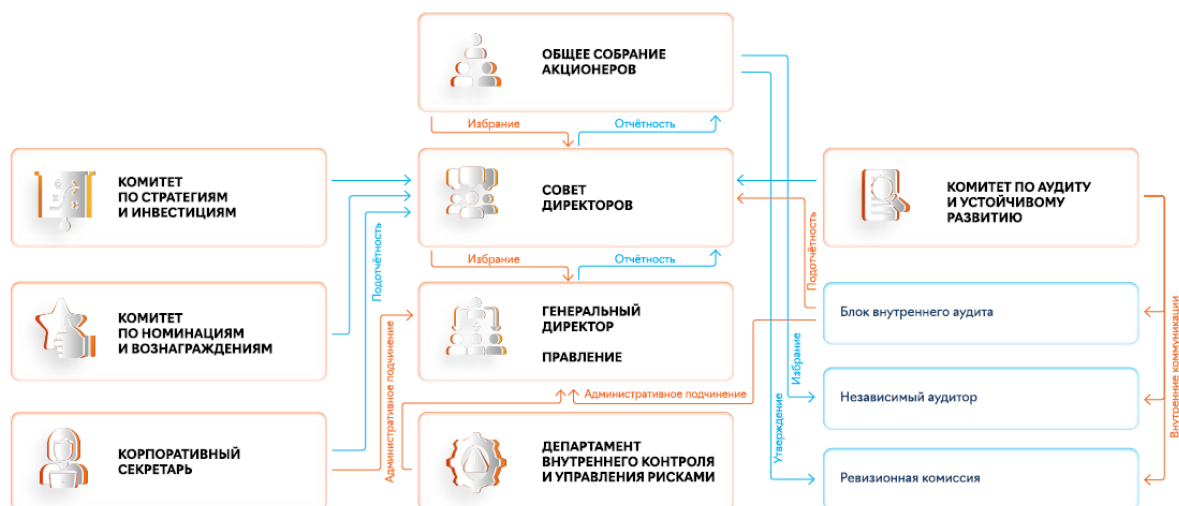 ОБЩЕЕ СОБРАНИЕ
АКЦИОНЕРОВ
Избрание
Отчётность
КОМИТЕТ
ПО СТРАТЕГИЯМ
И ИНВЕСТИЦИЯМ
СОВЕТ
ДИРЕКТОРОВ
КОМИТЕТ ПО АУДИТУ
И УСТОЙЧИВОМУ
РАЗВИТИЮ
Подотчётность
Избрание
Отчётность
Подотчётность
КОМИТЕТ
ПО НОМИНАЦИЯМ
И ВОЗНАГРАЖДЕНИЯМ
ГЕНЕРАЛЬНЫЙ
ДИРЕКТОР
ПРАВЛЕНИЕ
Блок внутреннего аудита
Внутренние коммуникации
Административное подчинение
Административное подчинение
Избрание
Независимый аудитор
Утверждение
КОРПОРАТИВНЫЙ
СЕКРЕТАРЬ
ДЕПАРТАМЕНТ
ВНУТРЕННЕГО КОНТРОЛЯ
И УПРАВЛЕНИЯ РИСКАМИ
Ревизионная комиссия